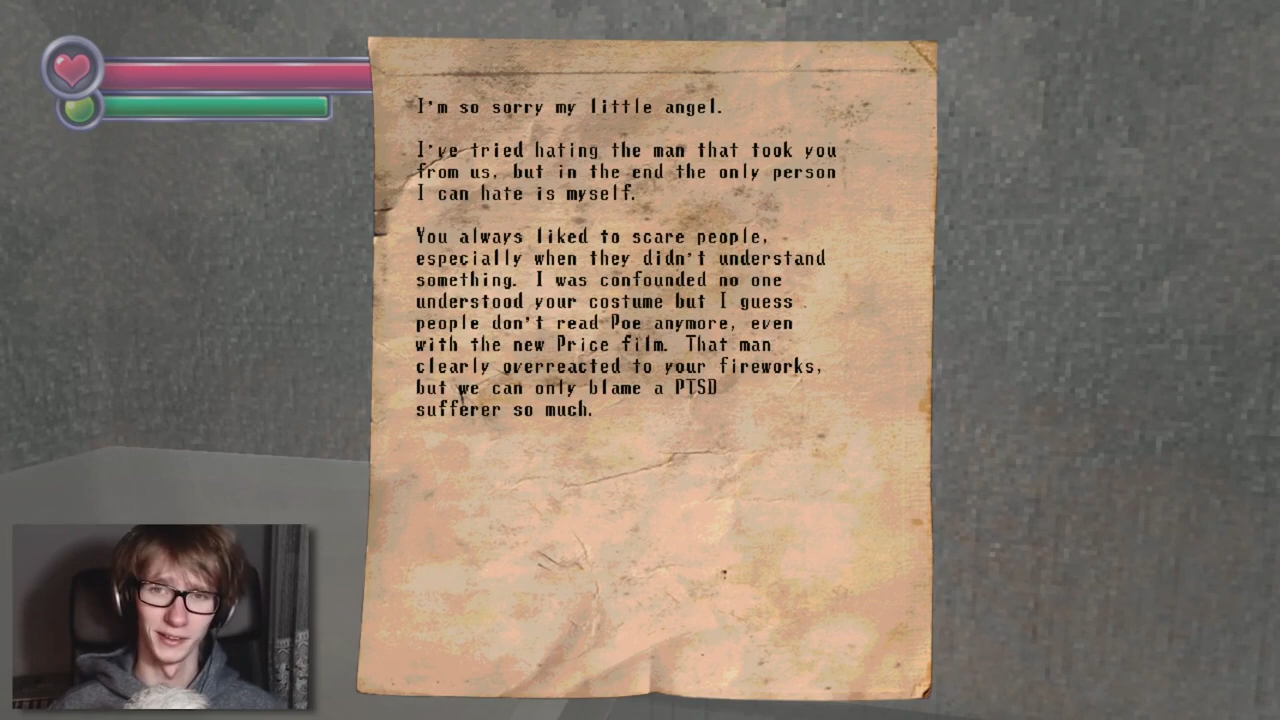 I'm so sorry my little angel.
I've tried hating the man that took you
from us, but in the end the only person
I can hate is myself.
You always liked to scare people,
especially when they didn't understand
something.  I was confounded no one
understood your costume but I guess
people don't read Poe anymore, even
with the new Price film.  That man
clearly overreacted to your fireworks,
but we can only blame a PTSD
sufferer so much.